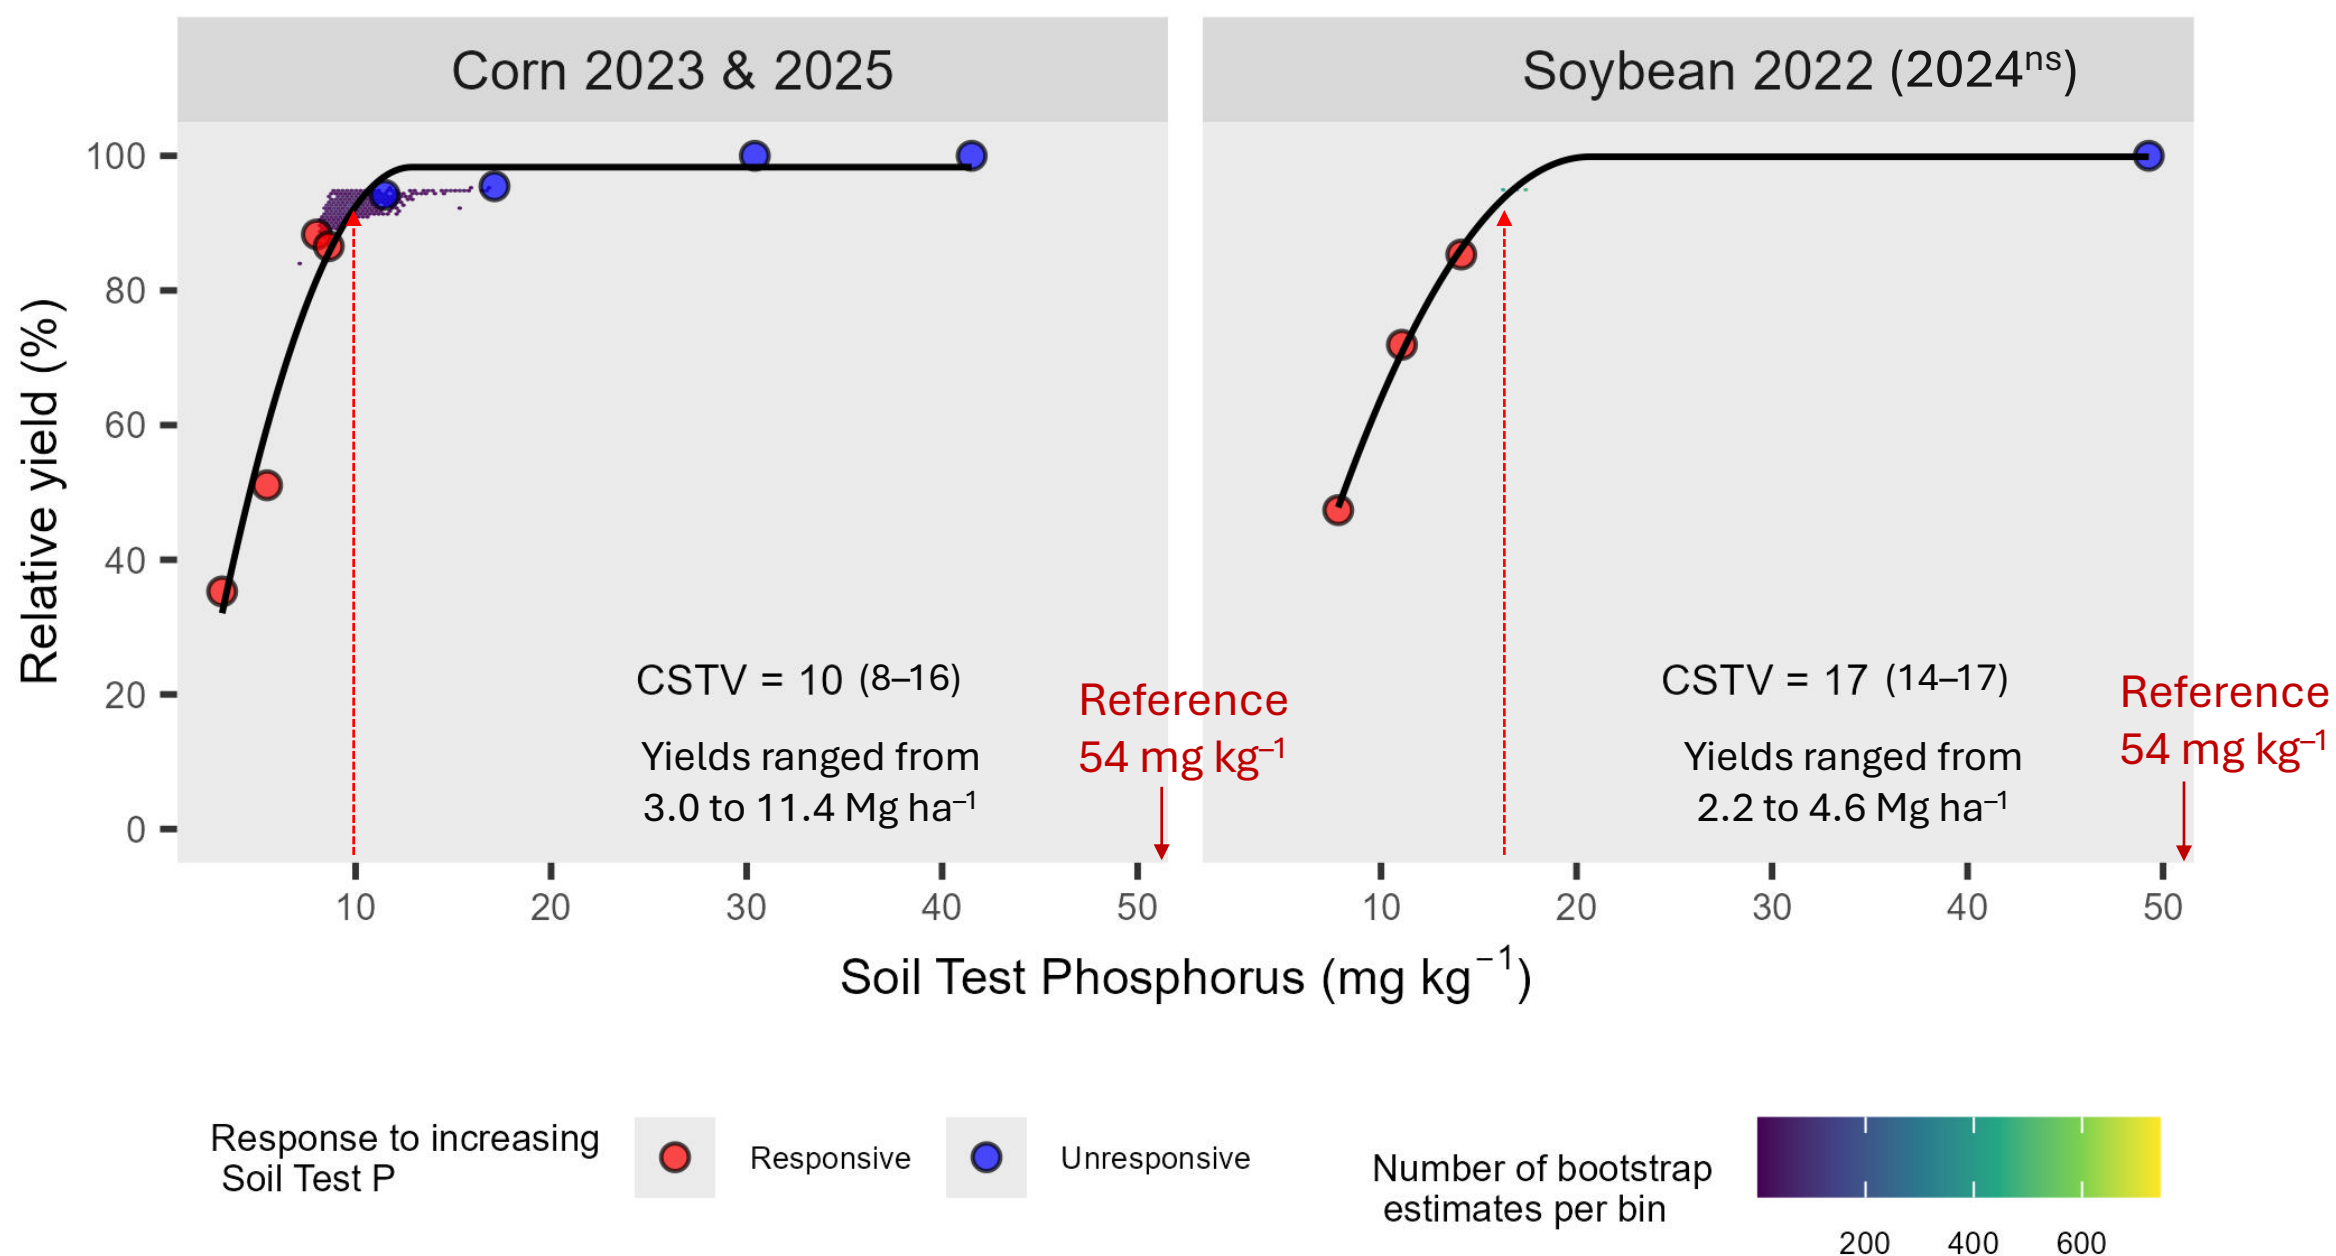 Corn 2023 & 2025
Soybean 2022 (2024ⁿˢ)
Relative yield (%)
100
80
60
40
20
0
CSTV = 10 (8–16)
Yields ranged from
3.0 to 11.4 Mg ha⁻¹
Reference
54 mg kg⁻¹
CSTV = 17 (14–17)
Yields ranged from
2.2 to 4.6 Mg ha⁻¹
Reference
54 mg kg⁻¹
10 20 30 40 50
10 20 30 40 50
Soil Test Phosphorus (mg kg⁻¹)
Response to increasing
Soil Test P
Responsive
Unresponsive
Number of bootstrap
estimates per bin
200 400 600